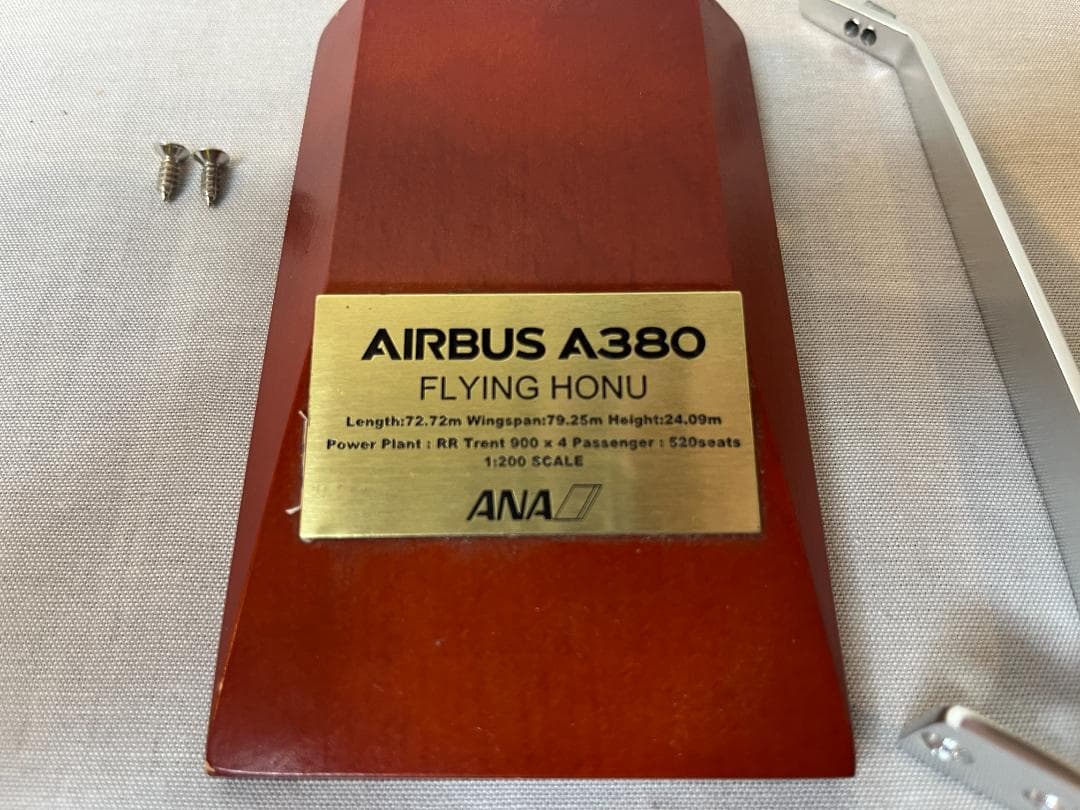 AIRBUS A380
FLYING HONU
Length:72.72m Wingspan:79.25m Height:24.09m
Power Plant : RR Trent 900 x 4 Passenger : 520seats
1:200 SCALE
ANA